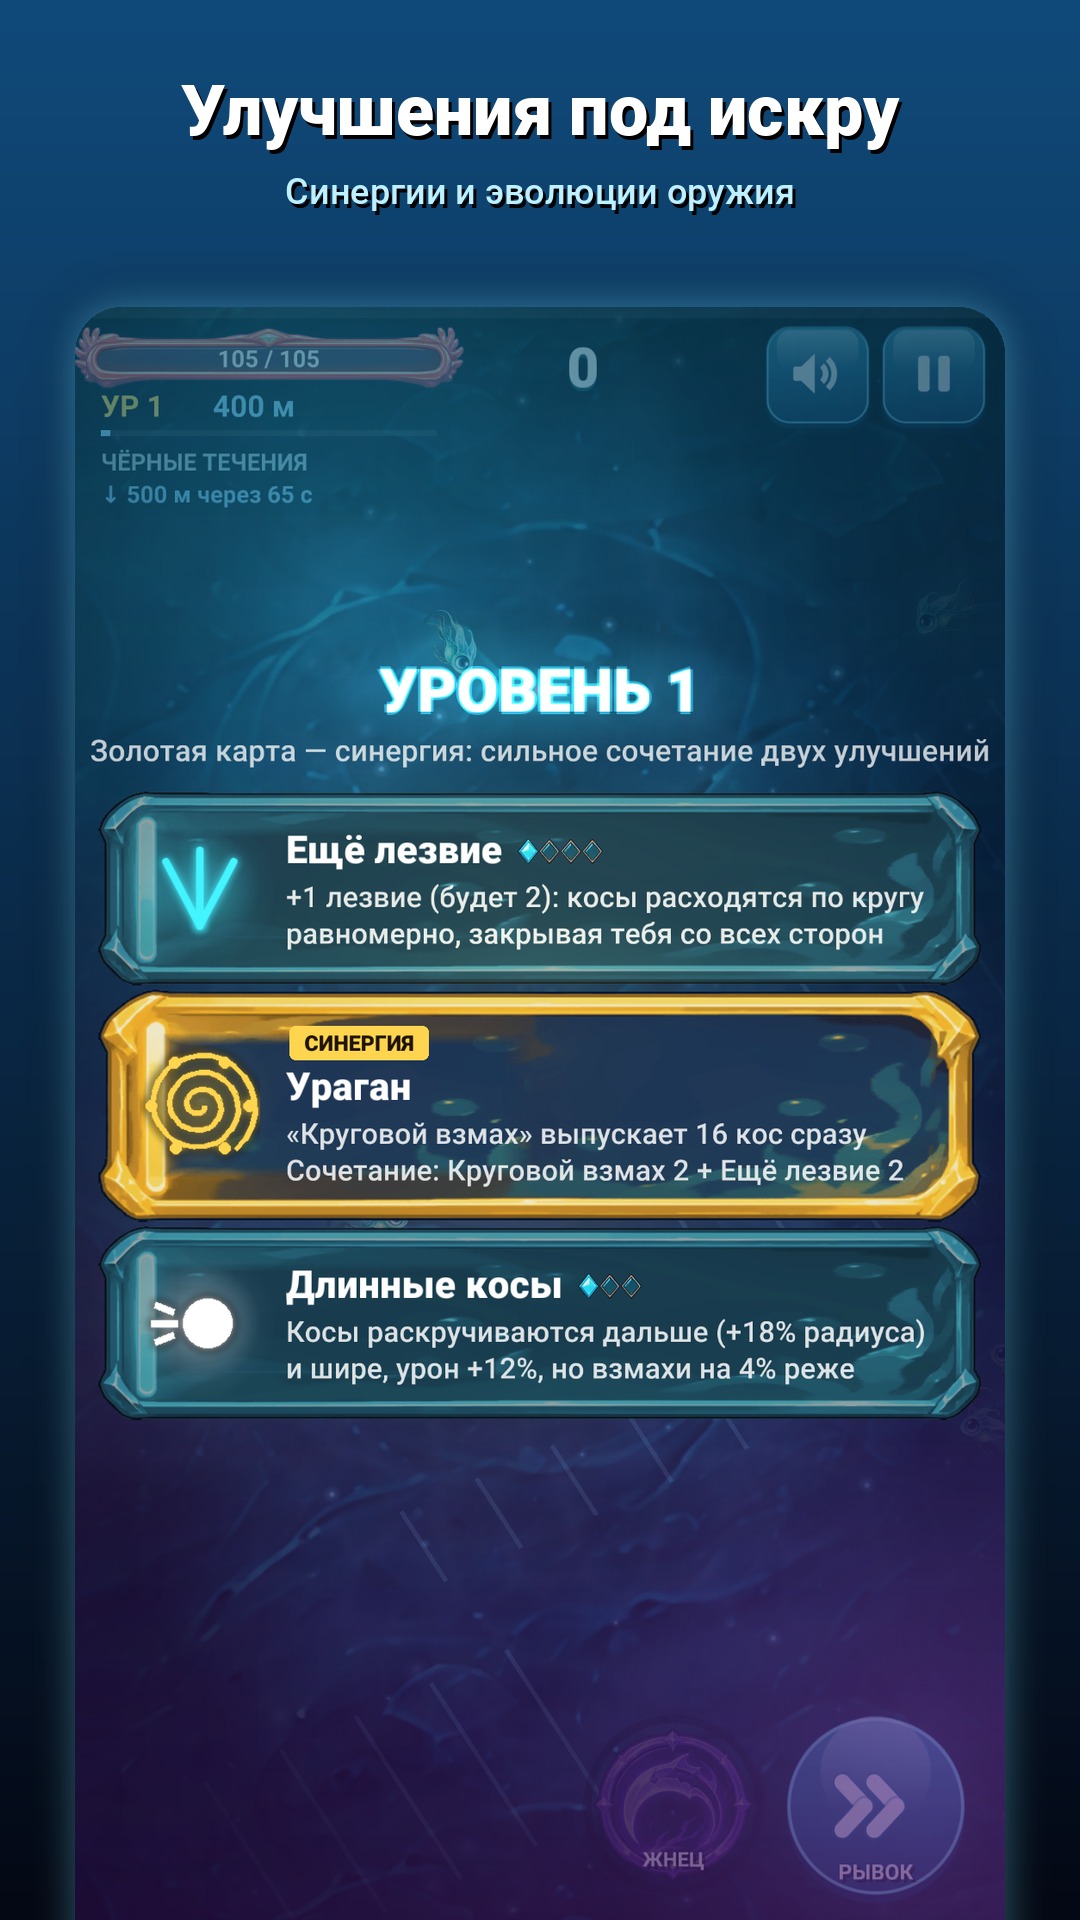 Улучшения под искру
Синергии и эволюции оружия
105 / 105
0
УР 1 400 м
ЧЁРНЫЕ ТЕЧЕНИЯ
↓ 500 м через 65 с
УРОВЕНЬ 1
Золотая карта — синергия: сильное сочетание двух улучшений
Ещё лезвие
+1 лезвие (будет 2): косы расходятся по кругу
равномерно, закрывая тебя со всех сторон
СИНЕРГИЯ
Ураган
«Круговой взмах» выпускает 16 кос сразу
Сочетание: Круговой взмах 2 + Ещё лезвие 2
Длинные косы
Косы раскручиваются дальше (+18% радиуса)
и шире, урон +12%, но взмахи на 4% реже
ЖНЕЦ
РЫВОК